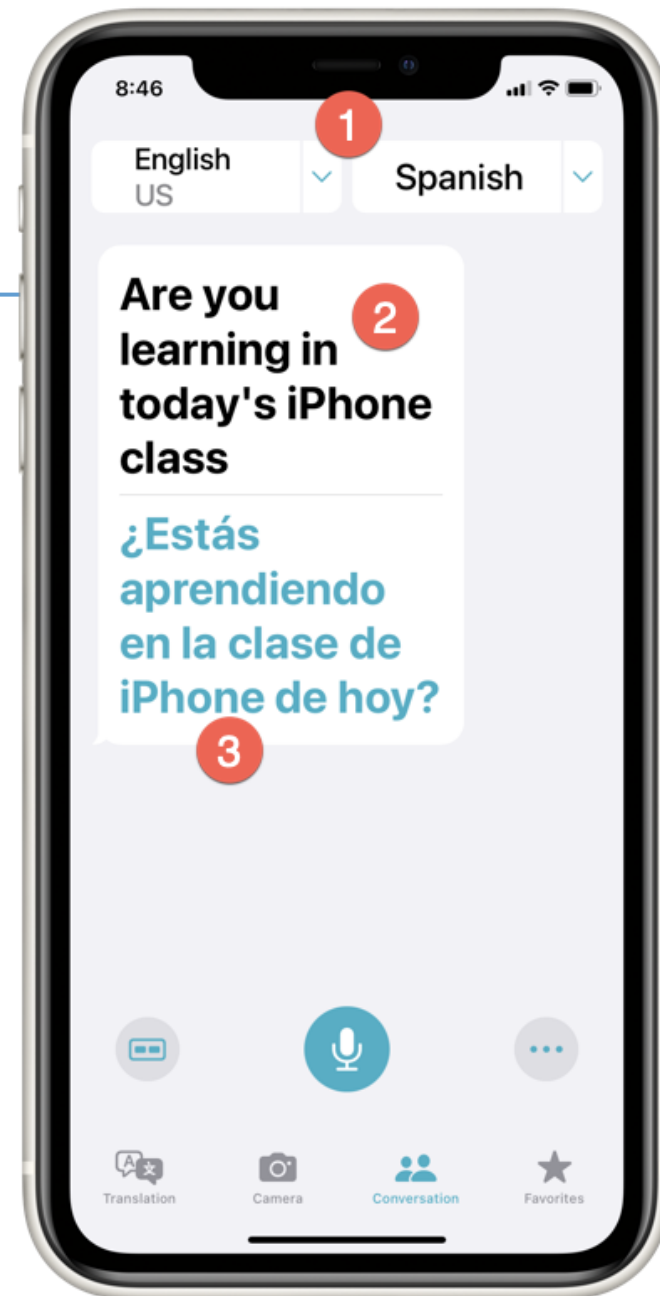 8:46
1
English
US
Spanish
Are you
learning in
today's iPhone
class
2
¿Estás
aprendiendo
en la clase de
iPhone de hoy?
3
Translation
Camera
Conversation
Favorites